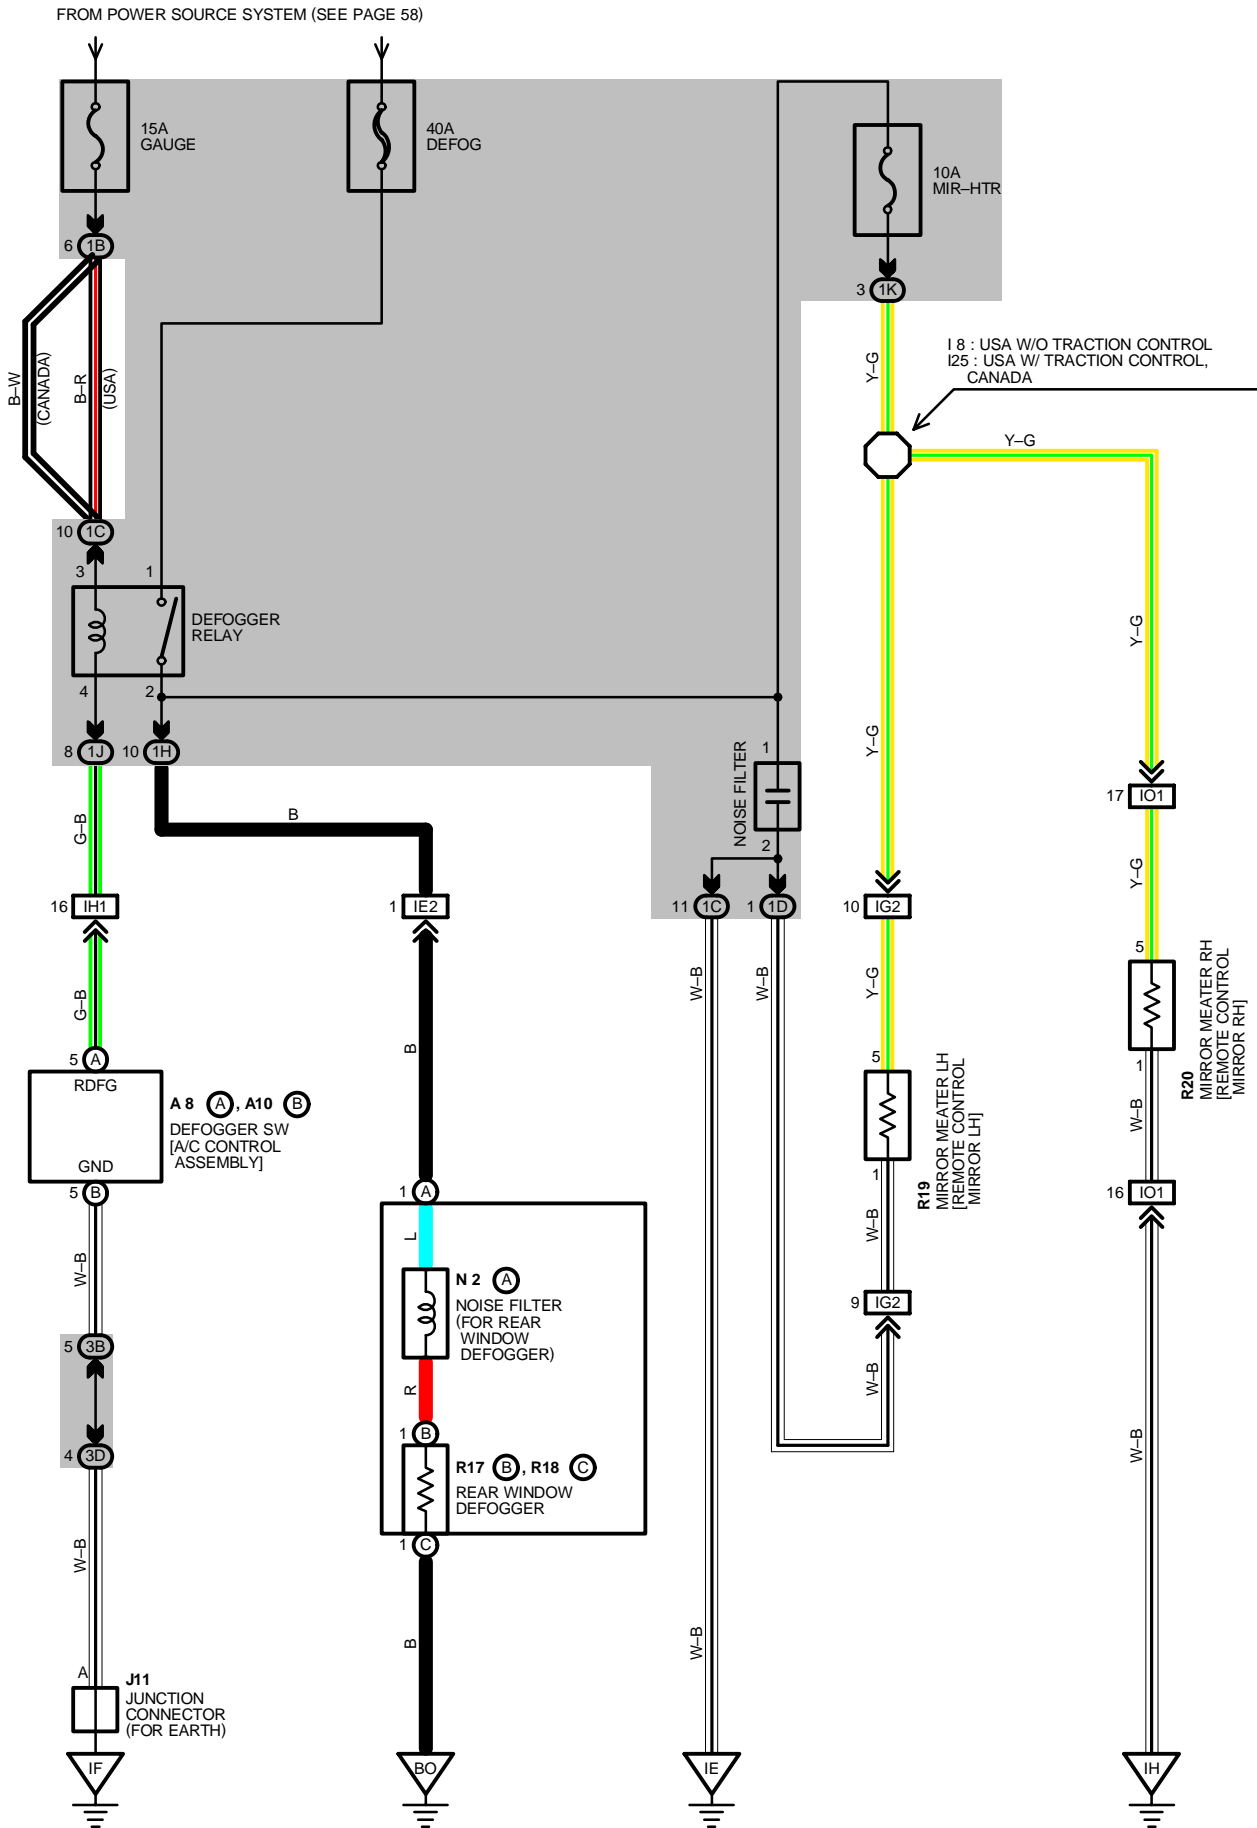 FROM POWER SOURCE SYSTEM (SEE PAGE 58)
15A
GAUGE
40A
DEFOG
10A
MIR–HTR
6 1B
3 1K
B–W
(CANADA)
B–R
(USA)
Y–G
I 8 : USA W/O TRACTION CONTROL
I25 : USA W/ TRACTION CONTROL,
CANADA
Y–G
10 1C
3
1
DEFOGGER
RELAY
4
2
Y–G
Y–G
8 1J
10 1H
NOISE FILTER
1
2
17 IO1
G–B
B
Y–G
16 IH1
1 IE2
11 1C
1 1D
10 IG2
G–B
B
W–B
W–B
Y–G
5
5
1
R20
MIRROR MEATER RH
[REMOTE CONTROL
MIRROR RH]
5 A
RDFG
GND
5 B
A 8 A , A10 B
DEFOGGER SW
[A/C CONTROL
ASSEMBLY]
1
R19
MIRROR MEATER LH
[REMOTE CONTROL
MIRROR LH]
W–B
16 IO1
1 A
L
W–B
W–B
N 2 A
NOISE FILTER
(FOR REAR
WINDOW
DEFOGGER)
9 IG2
5 3B
R
W–B
1 B
4 3D
R17 B , R18 C
REAR WINDOW
DEFOGGER
W–B
1 C
W–B
B
W–B
A
J11
JUNCTION
CONNECTOR
(FOR EARTH)
IF
BO
IE
IH